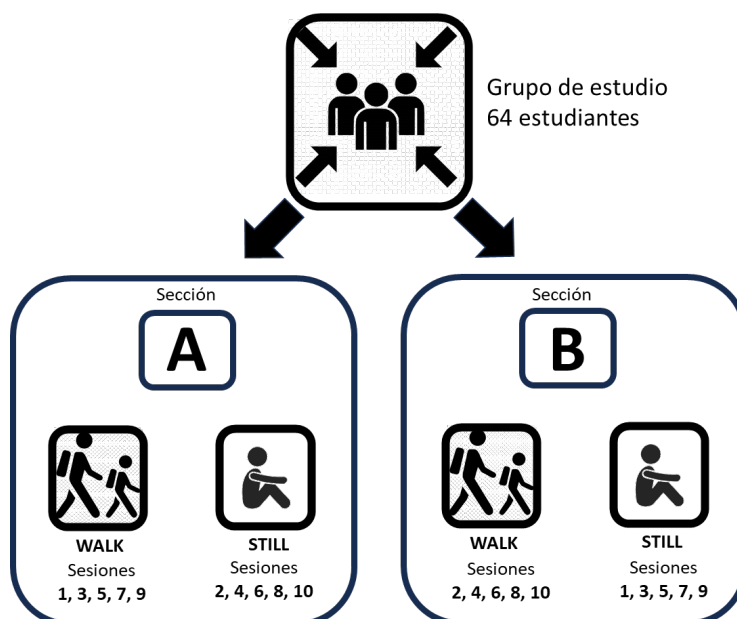 Grupo de estudio
64 estudiantes
Sección
A
WALK
Sesiones
1, 3, 5, 7, 9
STILL
Sesiones
2, 4, 6, 8, 10
Sección
B
WALK
Sesiones
2, 4, 6, 8, 10
STILL
Sesiones
1, 3, 5, 7, 9